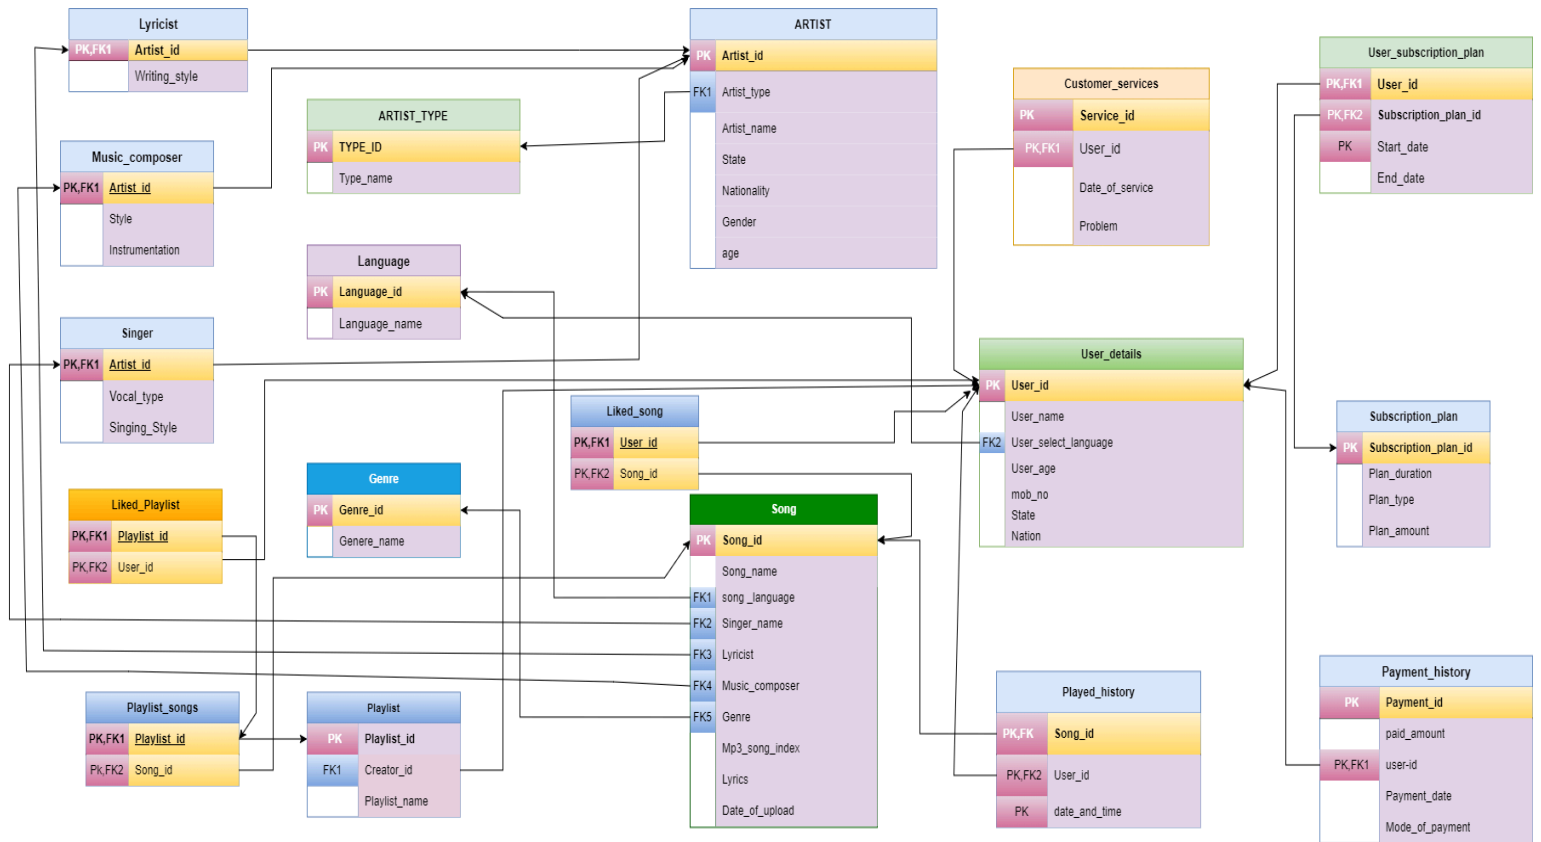 Lyricist
PK,FK1 Artist_id
Writing_style
ARTIST
PK Artist_id
FK1 Artist_type
Artist_name
State
Nationality
Gender
age
ARTIST_TYPE
PK TYPE_ID
Type_name
Customer_services
PK Service_id
PK,FK1 User_id
Date_of_service
Problem
User_subscription_plan
PK,FK1 User_id
PK,FK2 Subscription_plan_id
PK Start_date
End_date
Music_composer
PK,FK1 Artist_id
Style
Instrumentation
Language
PK Language_id
Language_name
Singer
PK,FK1 Artist_id
Vocal_type
Singing_Style
User_details
PK User_id
User_name
FK2 User_select_language
User_age
mob_no
State
Nation
Liked_song
PK,FK1 User_id
PK,FK2 Song_id
Subscription_plan
PK Subscription_plan_id
Plan_duration
Plan_type
Plan_amount
Genre
PK Genre_id
Genere_name
Liked_Playlist
PK,FK1 Playlist_id
PK,FK2 User_id
Song
PK Song_id
Song_name
FK1 song _language
FK2 Singer_name
FK3 Lyricist
FK4 Music_composer
FK5 Genre
Mp3_song_index
Lyrics
Date_of_upload
Playlist_songs
PK,FK1 Playlist_id
Pk,FK2 Song_id
Playlist
PK Playlist_id
FK1 Creator_id
Playlist_name
Played_history
PK,FK Song_id
PK,FK2 User_id
PK date_and_time
Payment_history
PK Payment_id
paid_amount
PK,FK1 user-id
Payment_date
Mode_of_payment